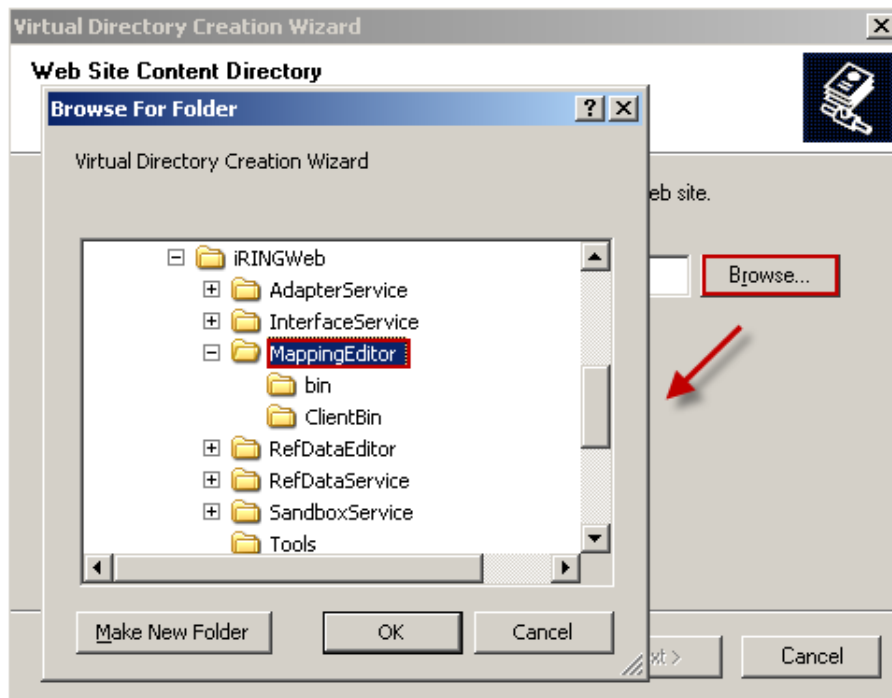 Virtual Directory Creation Wizard
Web Site Content Directory
Browse For Folder
Virtual Directory Creation Wizard
eb site.
iRINGWeb
AdapterService
Browse...
InterfaceService
MappingEditor
bin
ClientBin
RefDataEditor
RefDataService
SandboxService
Tools
Make New Folder OK Cancel
xt > Cancel